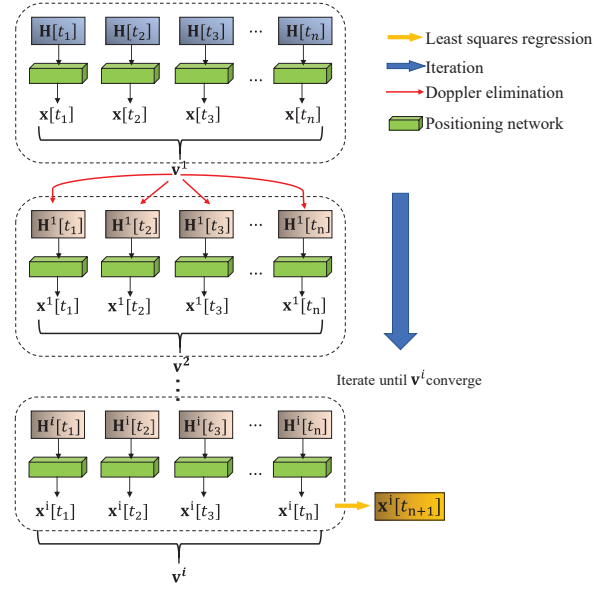 H[t₁] H[t₂] H[t₃] ... H[tₙ]
x[t₁] x[t₂] x[t₃] x[tₙ]
...
v¹
H¹[t₁] H¹[t₂] H¹[t₃] ... H¹[tₙ]
...
x¹[t₁] x¹[t₂] x¹[t₃] x¹[tₙ]
v²
⋮
Hⁱ[t₁] Hⁱ[t₂] Hⁱ[t₃] ... Hⁱ[tₙ]
...
xⁱ[t₁] xⁱ[t₂] xⁱ[t₃] xⁱ[tₙ]
vⁱ
xⁱ[tₙ₊₁]
Least squares regression
Iteration
Doppler elimination
Positioning network
Iterate until vⁱ converge